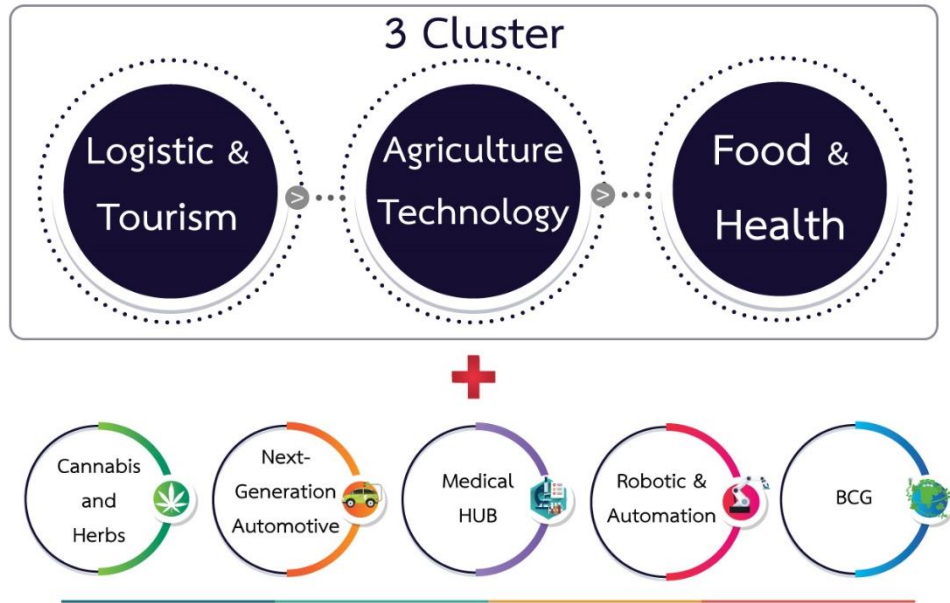 3 Cluster
Logistic &
Tourism
Agriculture
Technology
Food &
Health
Cannabis
and
Herbs
Next-
Generation
Automotive
Medical
HUB
Robotic &
Automation
BCG